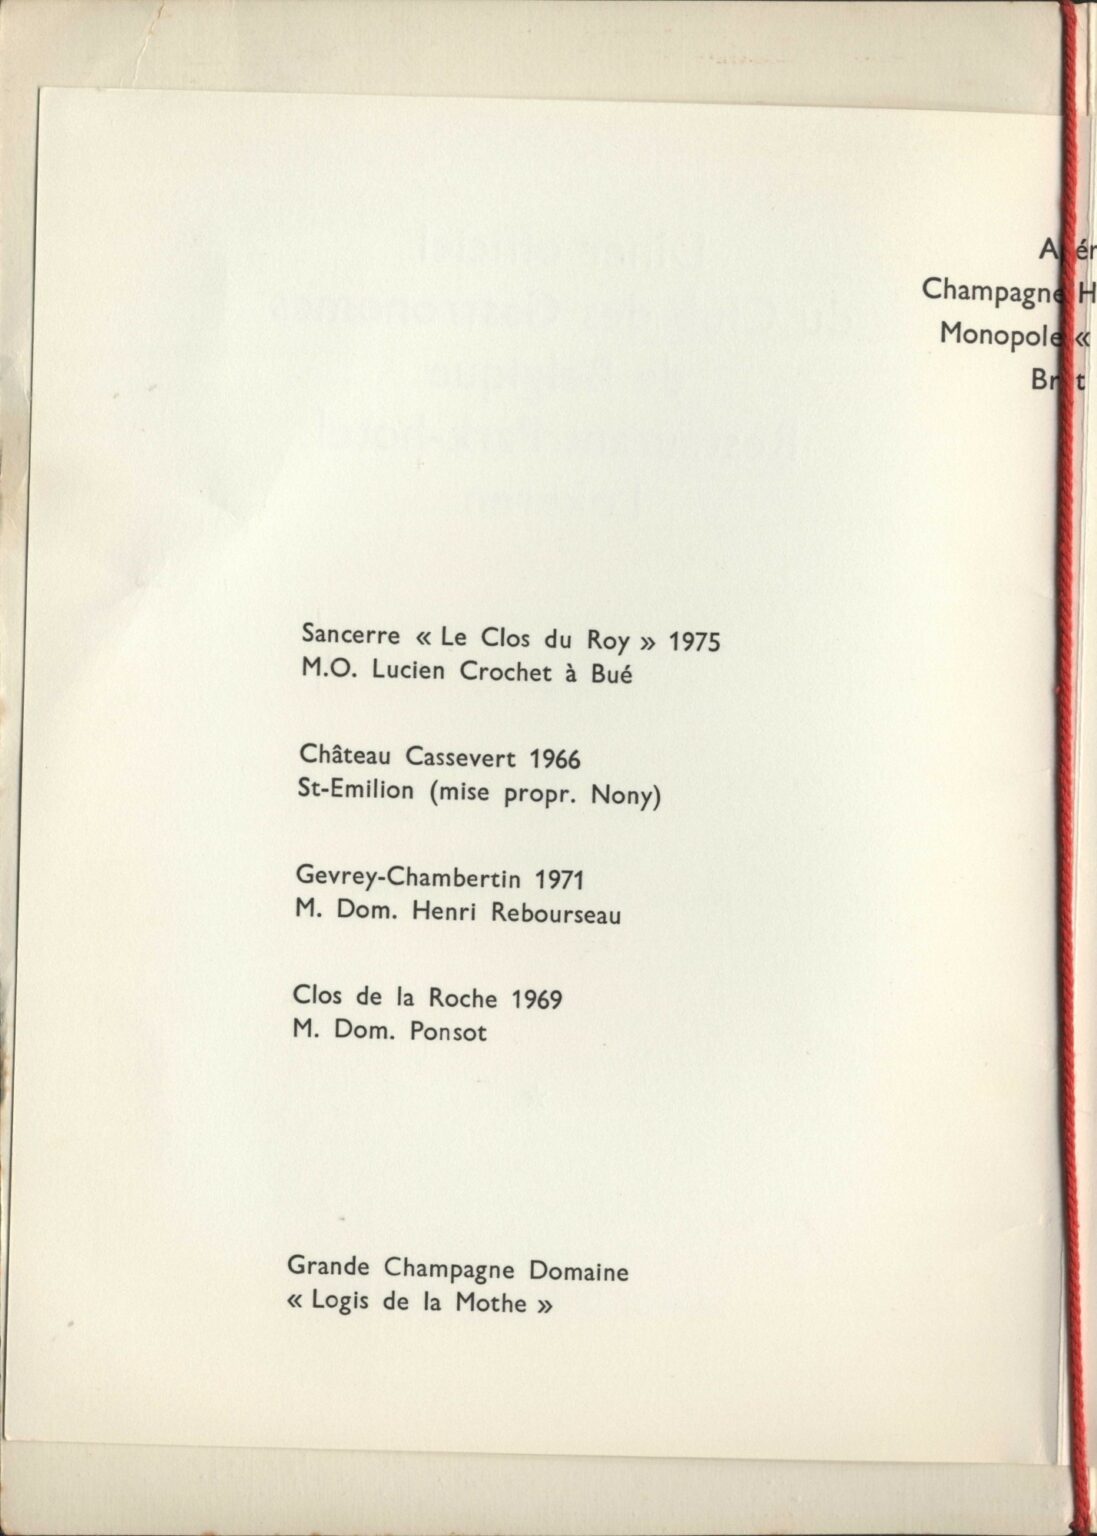 Champagne H
Monopole «
Sancerre « Le Clos du Roy » 1975
M.O. Lucien Crochet à Bué
Château Cassevert 1966
St-Emilion (mise propr. Nony)
Gevrey-Chambertin 1971
M. Dom. Henri Rebourseau
Clos de la Roche 1969
M. Dom. Ponsot
Grande Champagne Domaine
« Logis de la Mothe »